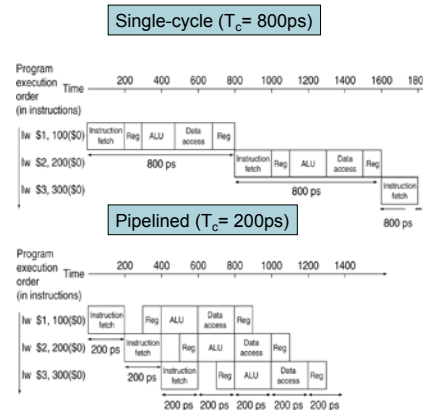 Single-cycle (Tc= 800ps)
Program
execution
order
(in instructions)
Time
200 400 600 800 1000 1200 1400 1600 180
lw $1, 100($0) Instruction fetch Reg ALU Data access Reg
800 ps
lw $2, 200($0) Instruction fetch Reg ALU Data access Reg
800 ps
lw $3, 300($0) Instruction fetch
800 ps
Pipelined (Tc= 200ps)
Program
execution
order
(in instructions)
Time
200 400 600 800 1000 1200 1400
lw $1, 100($0) Instruction fetch Reg ALU Data access Reg
lw $2, 200($0) 200 ps Instruction fetch Reg ALU Data access Reg
lw $3, 300($0) 200 ps Instruction fetch Reg ALU Data access Reg
200 ps 200 ps 200 ps 200 ps 200 ps